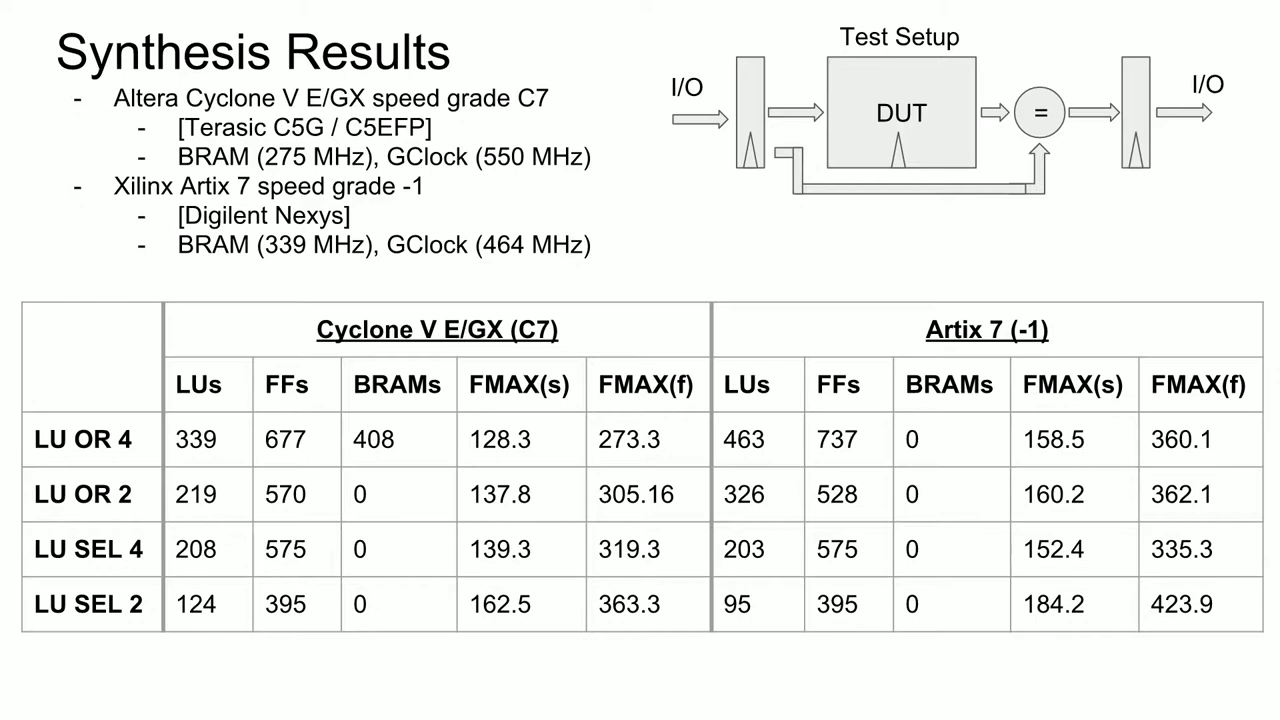 Synthesis Results
- Altera Cyclone V E/GX speed grade C7
- [Terasic C5G / C5EFP]
- BRAM (275 MHz), GClock (550 MHz)
- Xilinx Artix 7 speed grade -1
- [Digilent Nexys]
- BRAM (339 MHz), GClock (464 MHz)
Test Setup
I/O
DUT
=
I/O
Cyclone V E/GX (C7) Artix 7 (-1)
LUs FFs BRAMs FMAX(s) FMAX(f) LUs FFs BRAMs FMAX(s) FMAX(f)
LU OR 4 339 677 408 128.3 273.3 463 737 0 158.5 360.1
LU OR 2 219 570 0 137.8 305.16 326 528 0 160.2 362.1
LU SEL 4 208 575 0 139.3 319.3 203 575 0 152.4 335.3
LU SEL 2 124 395 0 162.5 363.3 95 395 0 184.2 423.9